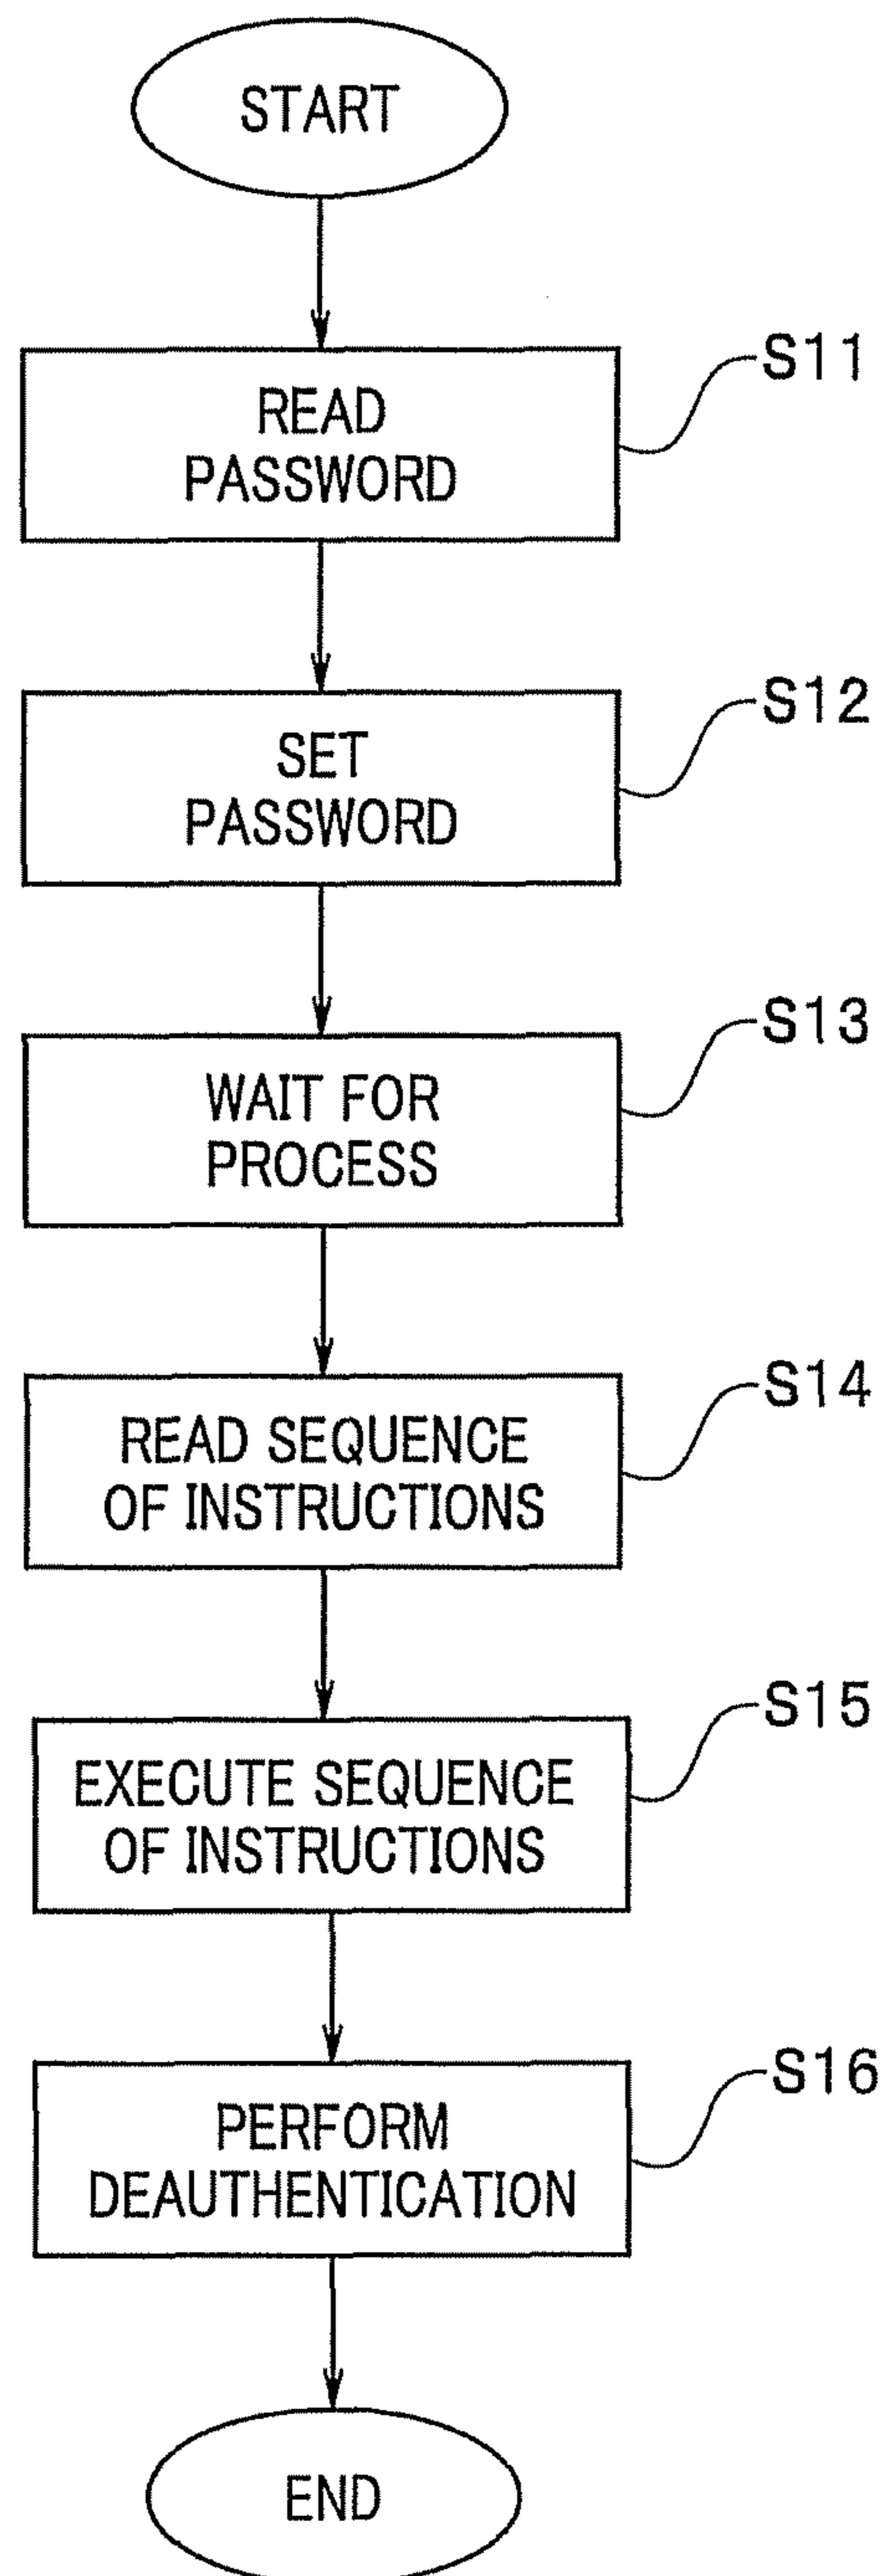 START
S11
READ
PASSWORD
S12
SET
PASSWORD
S13
WAIT FOR
PROCESS
S14
READ SEQUENCE
OF INSTRUCTIONS
S15
EXECUTE SEQUENCE
OF INSTRUCTIONS
S16
PERFORM
DEAUTHENTICATION
END